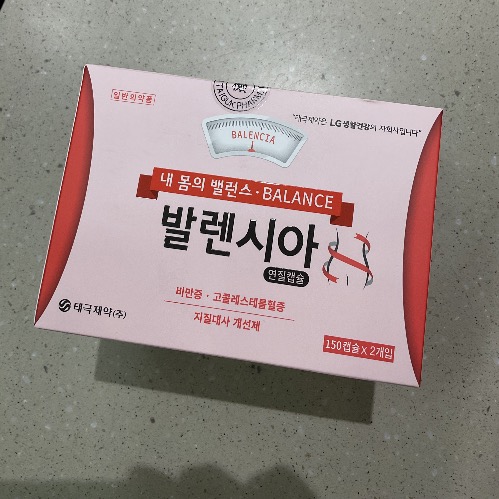 일반의약품
TAIGUK PHARM
"태극제약은 LG생활건강의 자회사입니다"
BALENCIA
내 몸의 밸런스·BALANCE
발렌시아
연질캡슐
비만증·고콜레스테롤혈증
지질대사 개선제
태극제약(주)
150캡슐 x 2개입